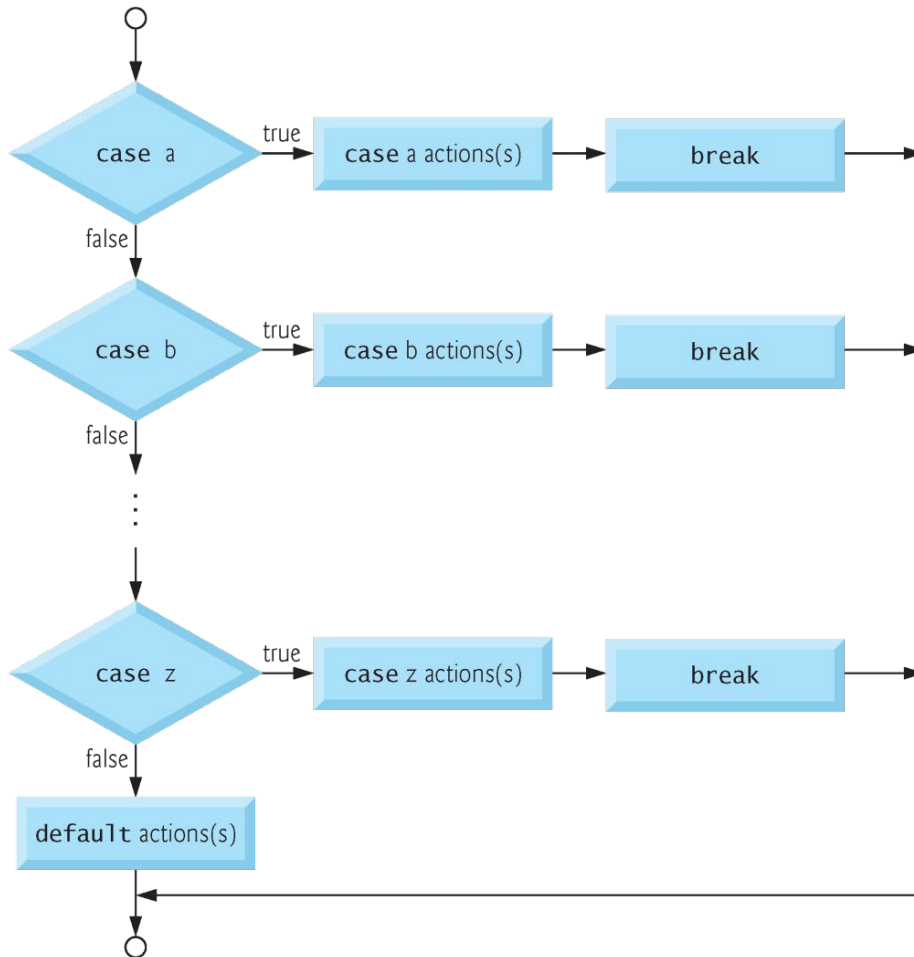 case a
true
case a actions(s)
break
false
case b
true
case b actions(s)
break
false
case z
true
case z actions(s)
break
false
default actions(s)